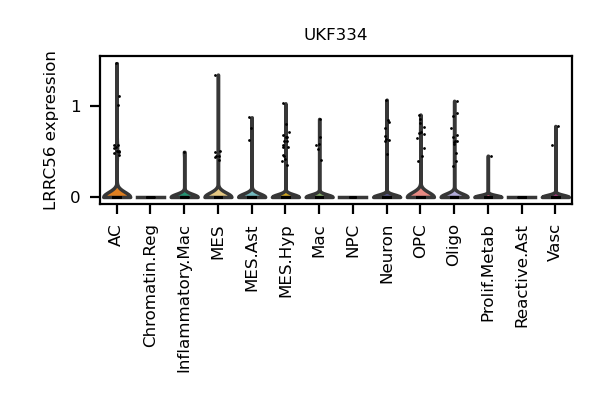 UKF334
LRRC56 expression
1
0
AC
Chromatin.Reg
Inflammatory.Mac
MES
MES.Ast
MES.Hyp
Mac
NPC
Neuron
OPC
Oligo
Prolif.Metab
Reactive.Ast
Vasc